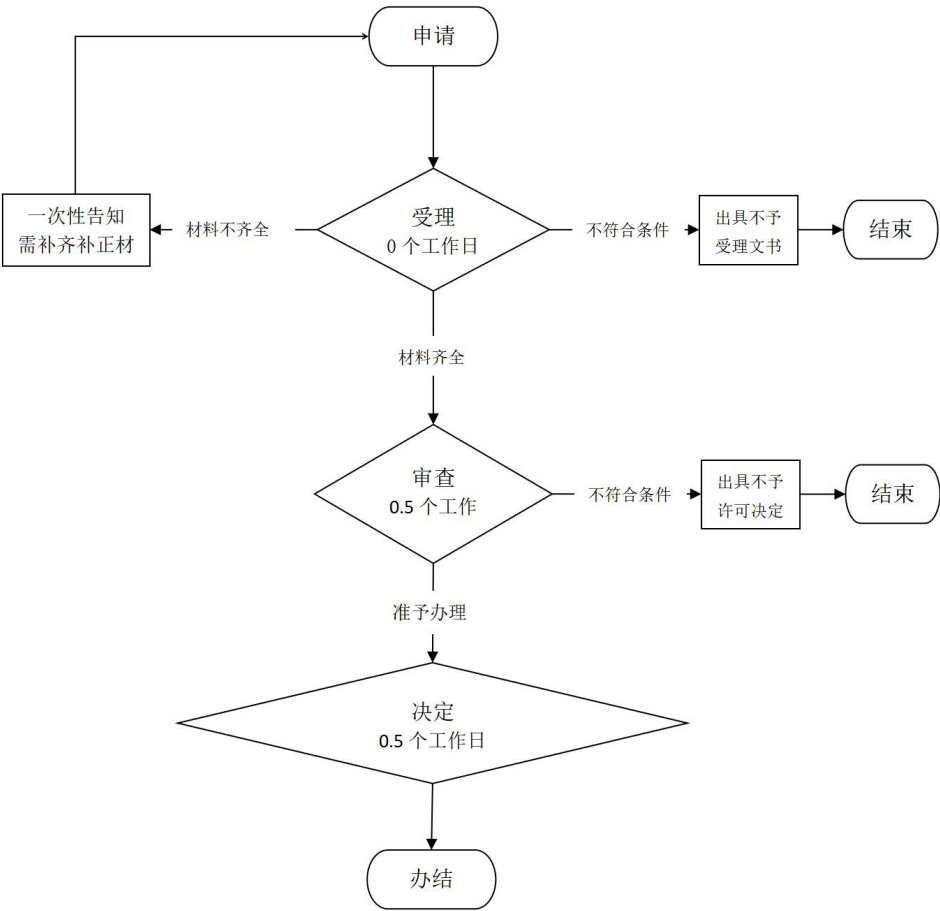 申请
一次性告知
需补齐补正材
材料不齐全
受理
0 个工作日
不符合条件
出具不予
受理文书
结束
材料齐全
审查
0.5 个工作
不符合条件
出具不予
许可决定
结束
准予办理
决定
0.5 个工作日
办结